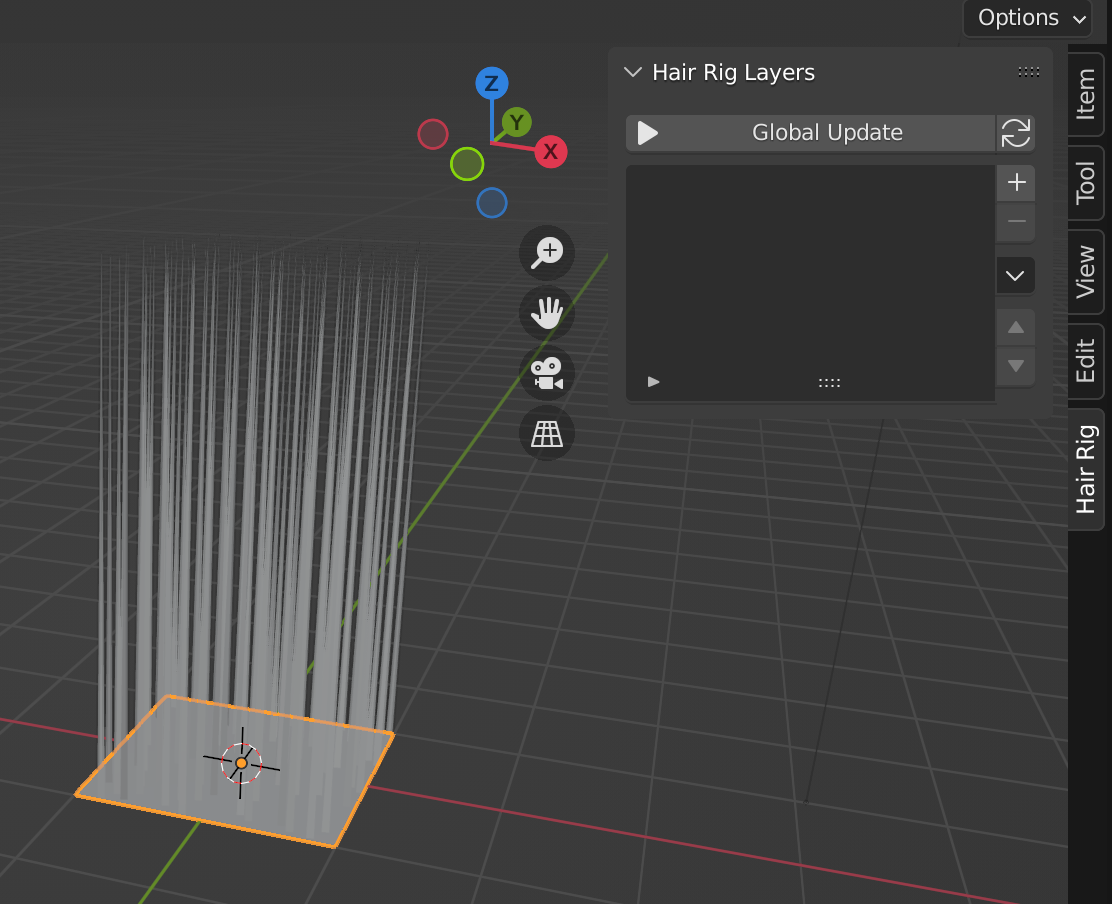 Options
Hair Rig Layers
Global Update
Z
Y
X
Item
Tool
View
Edit
Hair Rig